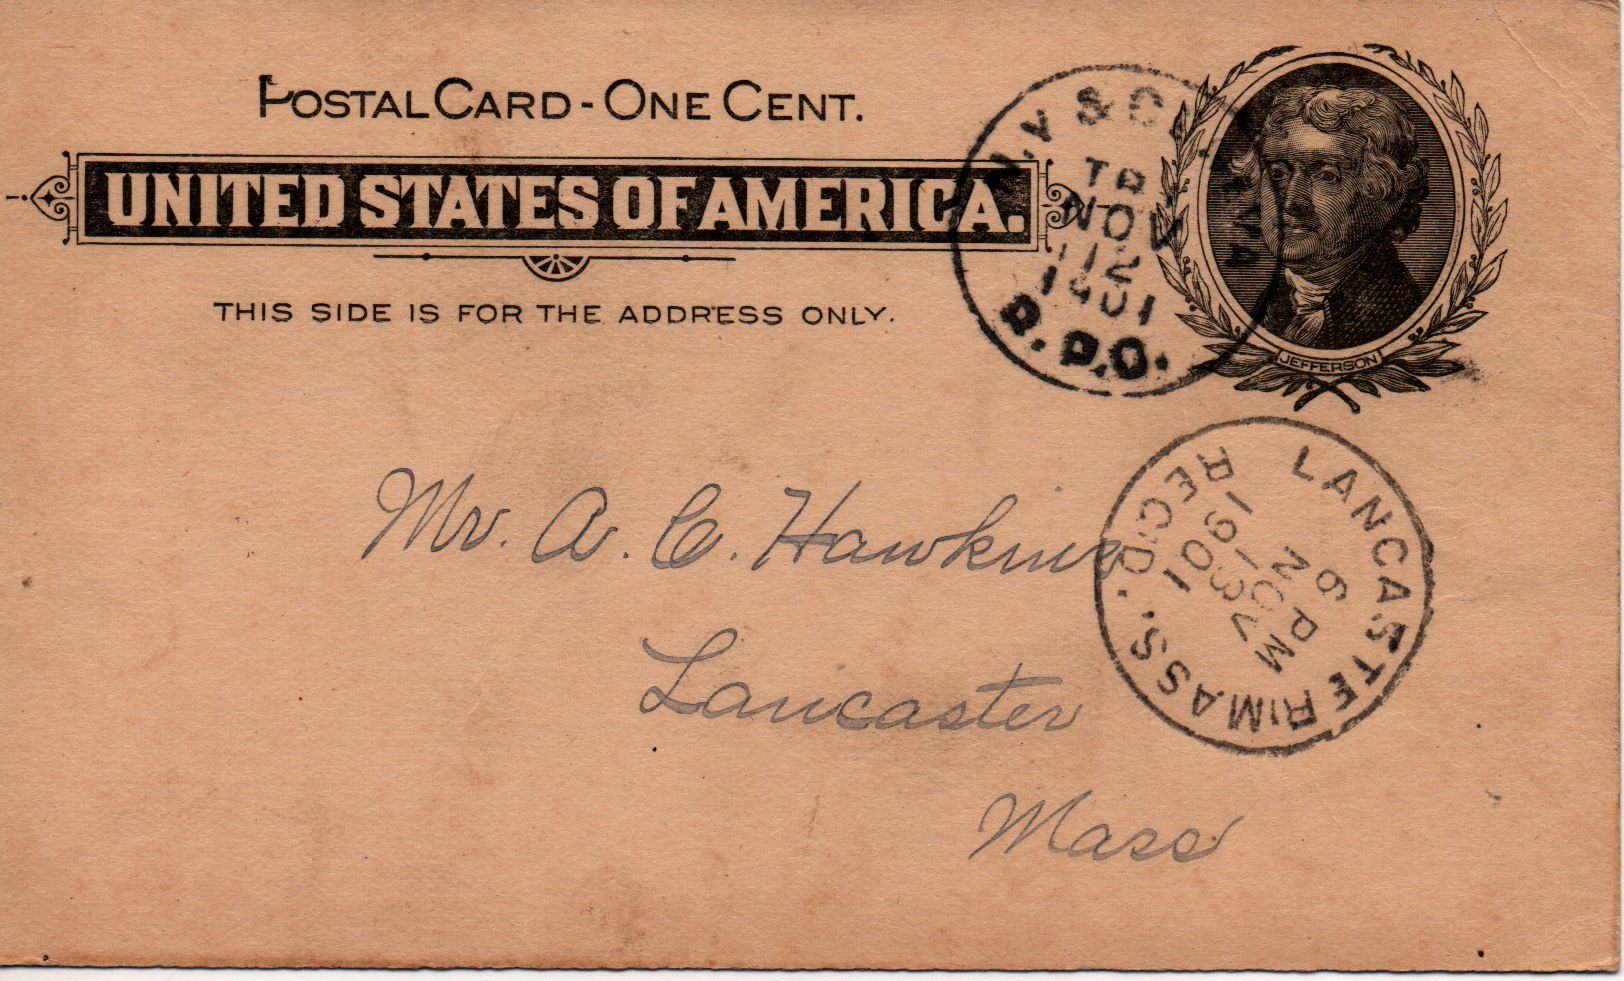 POSTAL CARD - ONE CENT.
UNITED STATES OF AMERICA.
THIS SIDE IS FOR THE ADDRESS ONLY.
JEFFERSON
N.Y. &
TR
NOV
12
1901
R.P.O.
LANCASTER MASS. REC'D.
6 PM
NOV
13
1901
Mr. A. C. Hawkins
Lancaster
Mass